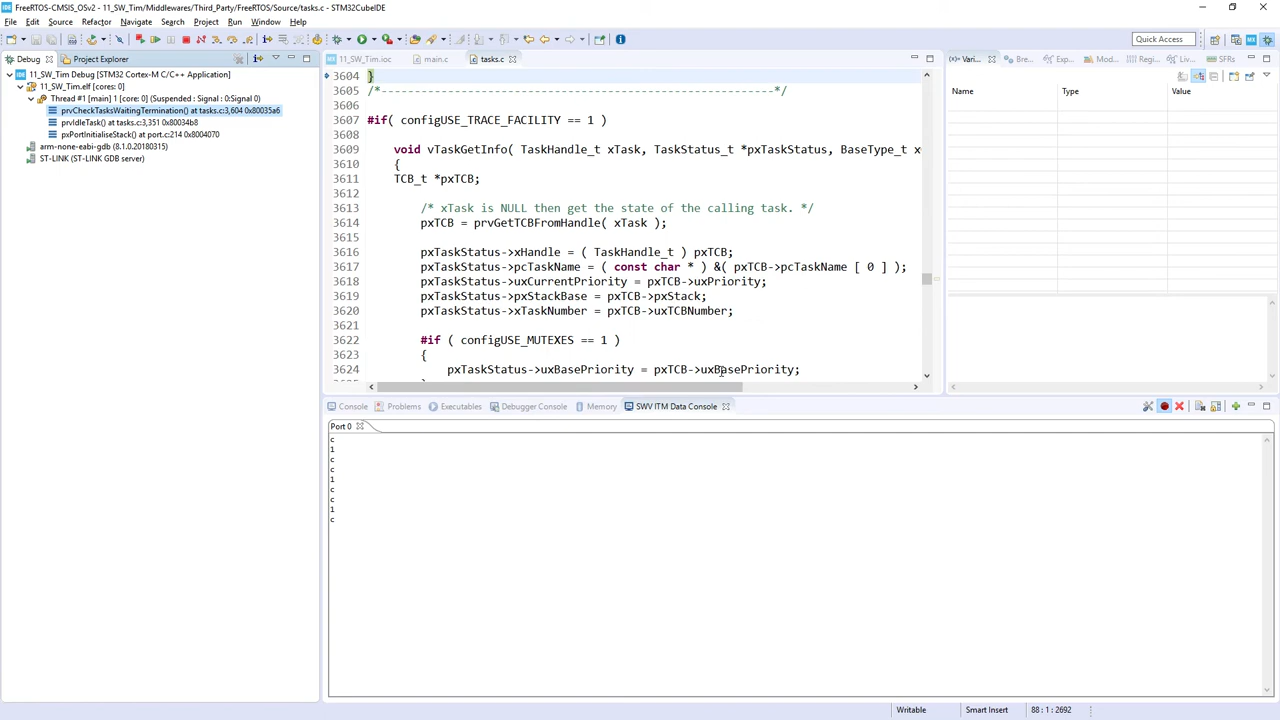 FreeRTOS-CMSIS_OSv2 - 11_SW_Tim/Middlewares/Third_Party/FreeRTOS/Source/tasks.c - STM32CubeIDE
File Edit Source Refactor Navigate Search Project Run Window Help
Quick Access
Debug Project Explorer
11_SW_Tim Debug [STM32 Cortex-M C/C++ Application]
11_SW_Tim.elf [cores: 0]
Thread #1 [main] 1 [core: 0] (Suspended : Signal : 0:Signal 0)
prvCheckTasksWaitingTermination() at tasks.c:3,604 0x80035a6
prvIdleTask() at tasks.c:3,351 0x80034b8
pxPortInitialiseStack() at port.c:214 0x8004070
arm-none-eabi-gdb (8.1.0.20180315)
ST-LINK (ST-LINK GDB server)
11_SW_Tim.ioc main.c tasks.c
3604 }
3605 /*-----------------------------------------------------------*/
3606
3607 #if( configUSE_TRACE_FACILITY == 1 )
3608
3609 void vTaskGetInfo( TaskHandle_t xTask, TaskStatus_t *pxTaskStatus, BaseType_t x
3610 {
3611 TCB_t *pxTCB;
3612
3613 /* xTask is NULL then get the state of the calling task. */
3614 pxTCB = prvGetTCBFromHandle( xTask );
3615
3616 pxTaskStatus->xHandle = ( TaskHandle_t ) pxTCB;
3617 pxTaskStatus->pcTaskName = ( const char * ) &( pxTCB->pcTaskName [ 0 ] );
3618 pxTaskStatus->uxCurrentPriority = pxTCB->uxPriority;
3619 pxTaskStatus->pxStackBase = pxTCB->pxStack;
3620 pxTaskStatus->xTaskNumber = pxTCB->uxTCBNumber;
3621
3622 #if ( configUSE_MUTEXES == 1 )
3623 {
3624 pxTaskStatus->uxBasePriority = pxTCB->uxBasePriority;
Vari... Bre... Exp... Mod... Regi... Liv... SFRs
Name Type Value
Console Problems Executables Debugger Console Memory SWV ITM Data Console
Port 0
c
1
c
c
1
c
c
1
c
Writable Smart Insert 88 : 1 : 2692